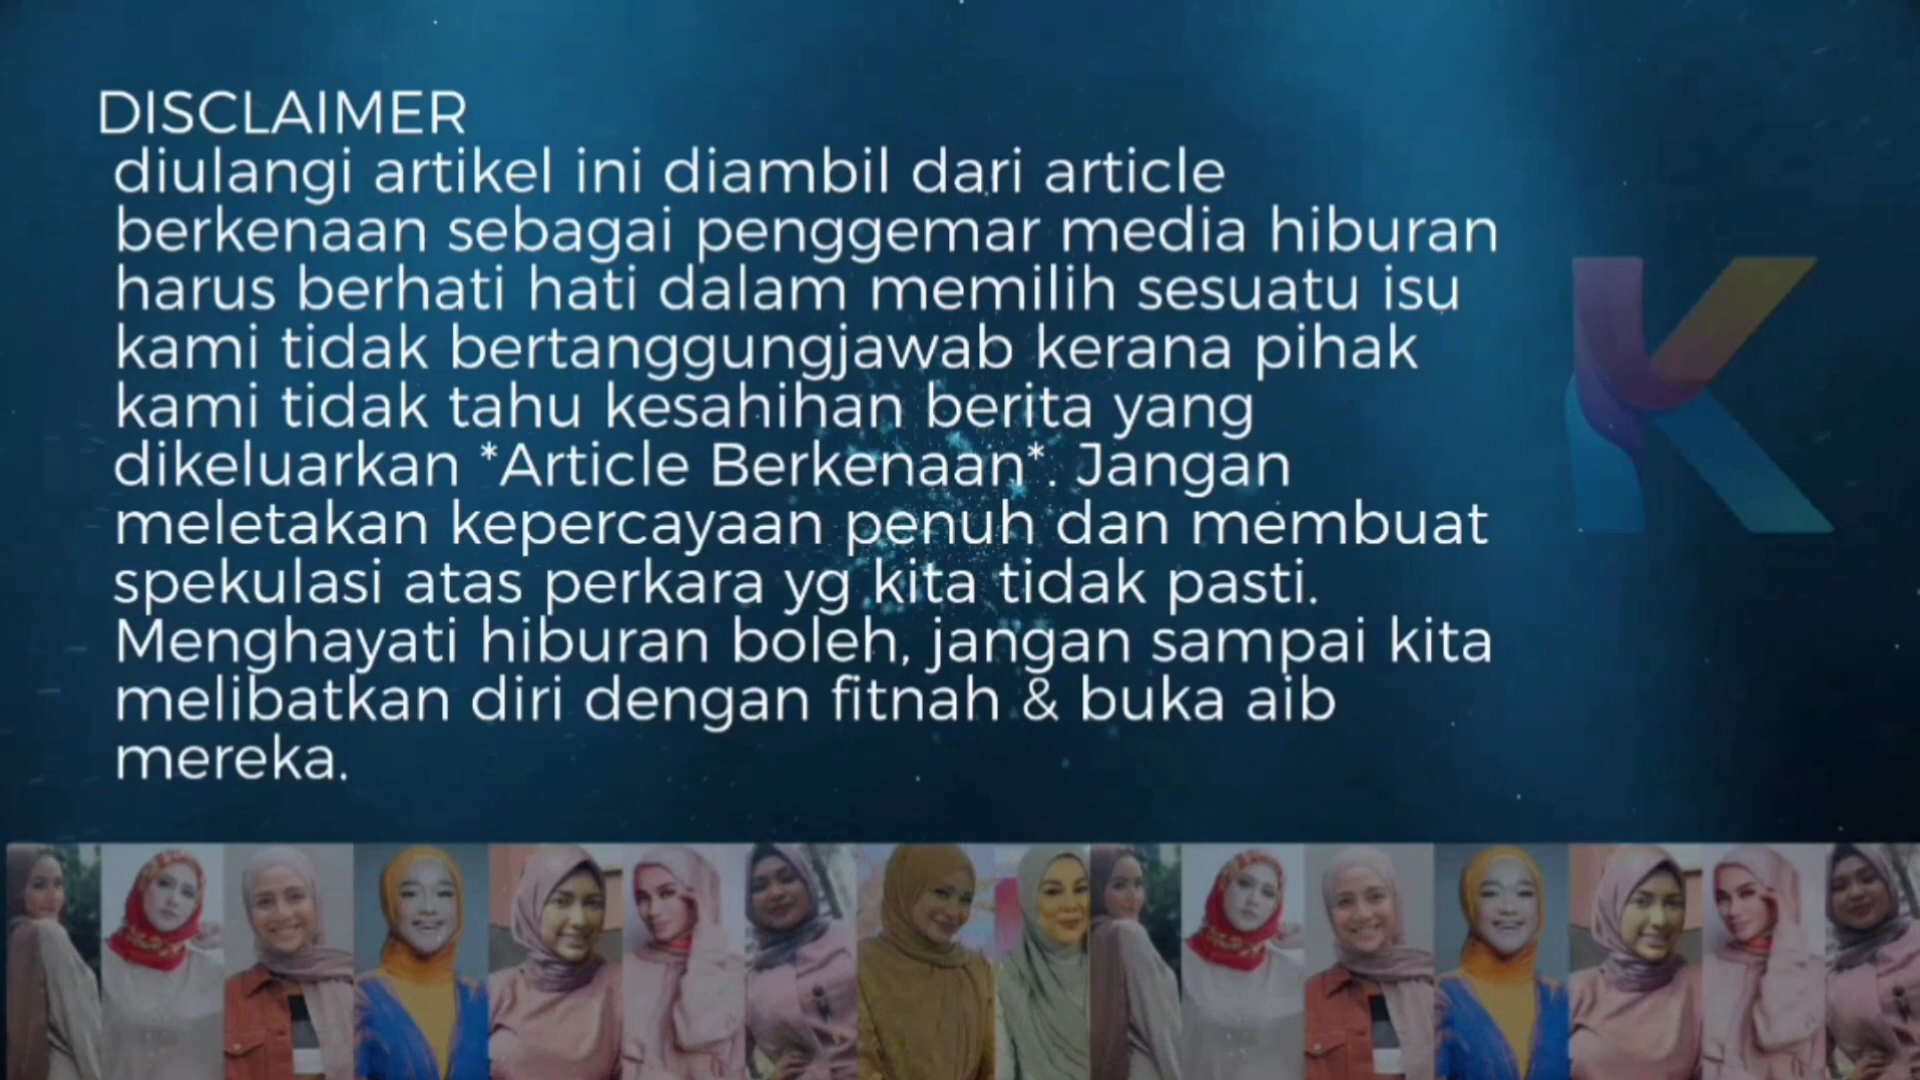 DISCLAIMER
diulangi artikel ini diambil dari article
berkenaan sebagai penggemar media hiburan
harus berhati hati dalam memilih sesuatu isu
kami tidak bertanggungjawab kerana pihak
kami tidak tahu kesahihan berita yang
dikeluarkan *Article Berkenaan*. Jangan
meletakan kepercayaan penuh dan membuat
spekulasi atas perkara yg kita tidak pasti.
Menghayati hiburan boleh, jangan sampai kita
melibatkan diri dengan fitnah & buka aib
mereka.
K